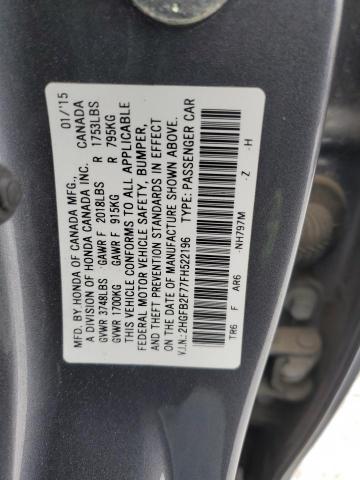 MFD. BY HONDA OF CANADA MFG., 01/'15
A DIVISION OF HONDA CANADA INC. CANADA
GVWR 3748LBS GAWR F 2018LBS R 1753LBS
GVWR 1700KG GAWR F 915KG R 795KG
THIS VEHICLE CONFORMS TO ALL APPLICABLE
FEDERAL MOTOR VEHICLE SAFETY, BUMPER,
AND THEFT PREVENTION STANDARDS IN EFFECT
ON THE DATE OF MANUFACTURE SHOWN ABOVE.
V.I.N.:2HGFB2F77FH522196 TYPE: PASSENGER CAR
TR6 F AR6 NH797M Z H